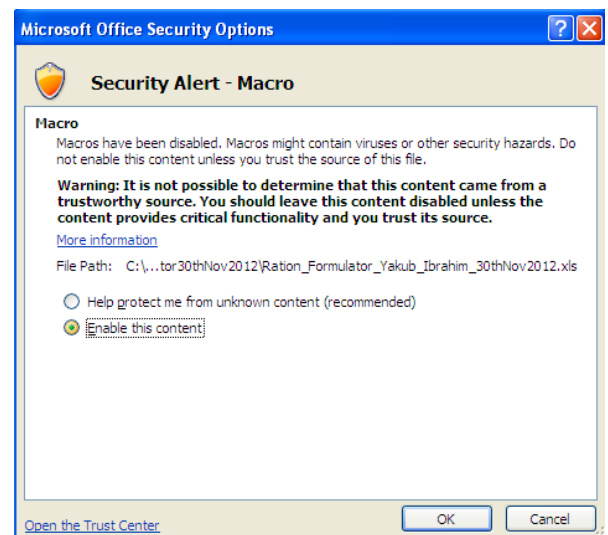 Microsoft Office Security Options
Security Alert - Macro
Macro
Macros have been disabled. Macros might contain viruses or other security hazards. Do
not enable this content unless you trust the source of this file.
Warning: It is not possible to determine that this content came from a
trustworthy source. You should leave this content disabled unless the
content provides critical functionality and you trust its source.
More information
File Path: C:\...tor30thNov2012\Ration_Formulator_Yakub_Ibrahim_30thNov2012.xls
Help protect me from unknown content (recommended)
Enable this content
Open the Trust Center
OK
Cancel